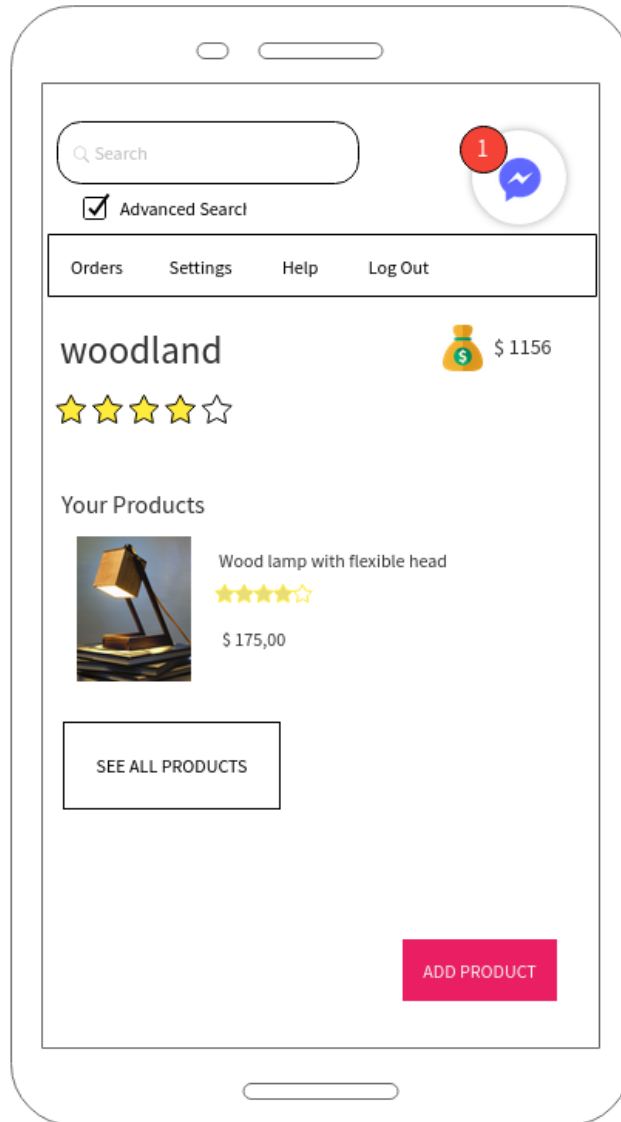 Search
1
Advanced Search
Orders Settings Help Log Out
woodland
$ 1156
Your Products
Wood lamp with flexible head
$ 175,00
SEE ALL PRODUCTS
ADD PRODUCT